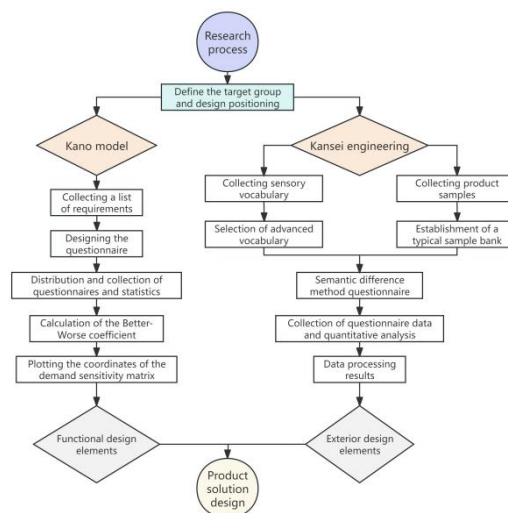 Research
process
Define the target group
and design positioning
Kano model
Kansei engineering
Collecting a list
of requirements
Collecting sensory
vocabulary
Collecting product
samples
Designing the
questionnaire
Selection of advanced
vocabulary
Establishment of a
typical sample bank
Distribution and collection of
questionnaires and statistics
Semantic difference
method questionnaire
Calculation of the Better-
Worse coefficient
Collection of questionnaire data
and quantitative analysis
Plotting the coordinates of the
demand sensitivity matrix
Data processing
results
Functional design
elements
Exterior design
elements
Product
solution
design